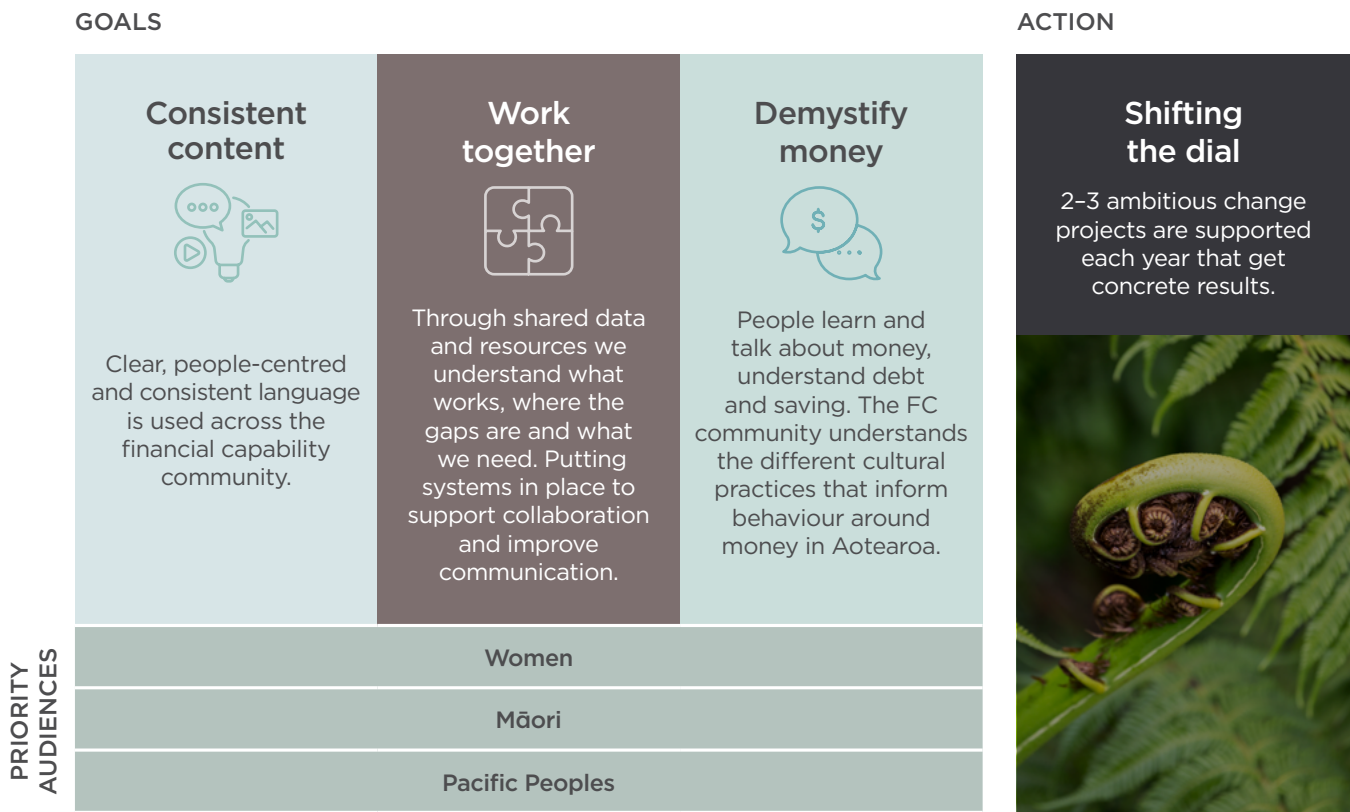 GOALS
Consistent
content
Clear, people-centred
and consistent language
is used across the
financial capability
community.
Work
together
Through shared data
and resources we
understand what
works, where the
gaps are and what
we need. Putting
systems in place to
support collaboration
and improve
communication.
Demystify
money
$
People learn and
talk about money,
understand debt
and saving. The FC
community understands
the different cultural
practices that inform
behaviour around
money in Aotearoa.
PRIORITY
AUDIENCES
Women
Māori
Pacific Peoples
ACTION
Shifting
the dial
2–3 ambitious change
projects are supported
each year that get
concrete results.